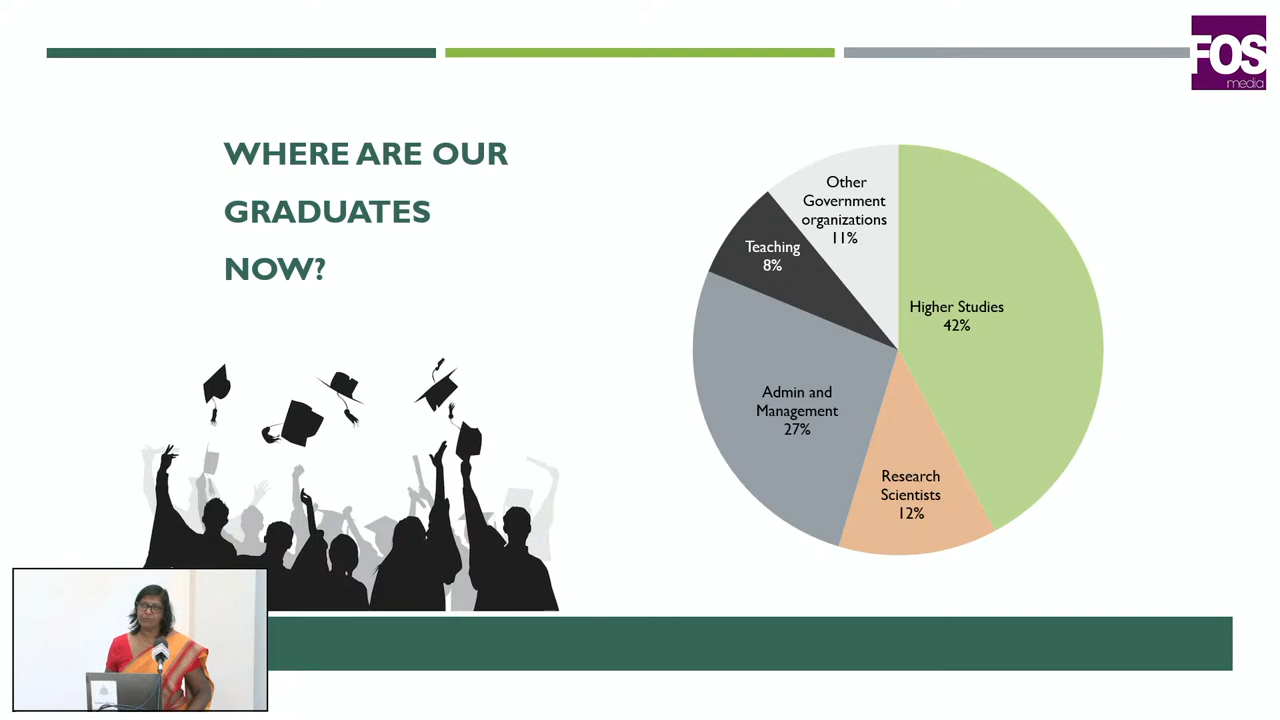 FOS
media
WHERE ARE OUR
GRADUATES
NOW?
Other
Government
organizations
11%
Teaching
8%
Higher Studies
42%
Admin and
Management
27%
Research
Scientists
12%